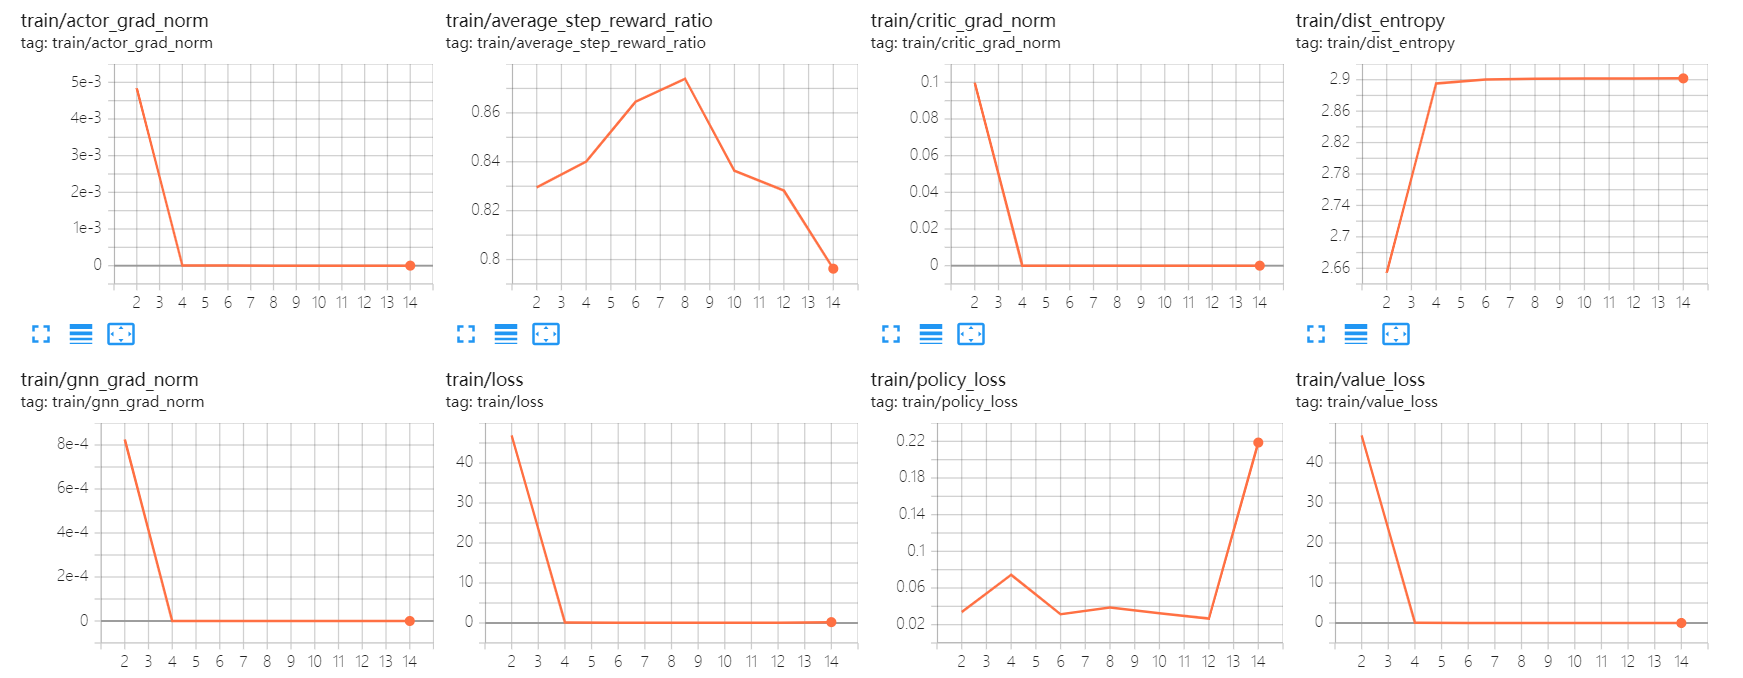 train/actor_grad_norm
tag: train/actor_grad_norm
5e-3
4e-3
3e-3
2e-3
1e-3
0
2 3 4 5 6 7 8 9 10 11 12 13 14
train/average_step_reward_ratio
tag: train/average_step_reward_ratio
0.86
0.84
0.82
0.8
2 3 4 5 6 7 8 9 10 11 12 13 14
train/critic_grad_norm
tag: train/critic_grad_norm
0.1
0.08
0.06
0.04
0.02
0
2 3 4 5 6 7 8 9 10 11 12 13 14
train/dist_entropy
tag: train/dist_entropy
2.9
2.86
2.82
2.78
2.74
2.7
2.66
2 3 4 5 6 7 8 9 10 11 12 13 14
train/gnn_grad_norm
tag: train/gnn_grad_norm
8e-4
6e-4
4e-4
2e-4
0
2 3 4 5 6 7 8 9 10 11 12 13 14
train/loss
tag: train/loss
40
30
20
10
0
2 3 4 5 6 7 8 9 10 11 12 13 14
train/policy_loss
tag: train/policy_loss
0.22
0.18
0.14
0.1
0.06
0.02
2 3 4 5 6 7 8 9 10 11 12 13 14
train/value_loss
tag: train/value_loss
40
30
20
10
0
2 3 4 5 6 7 8 9 10 11 12 13 14